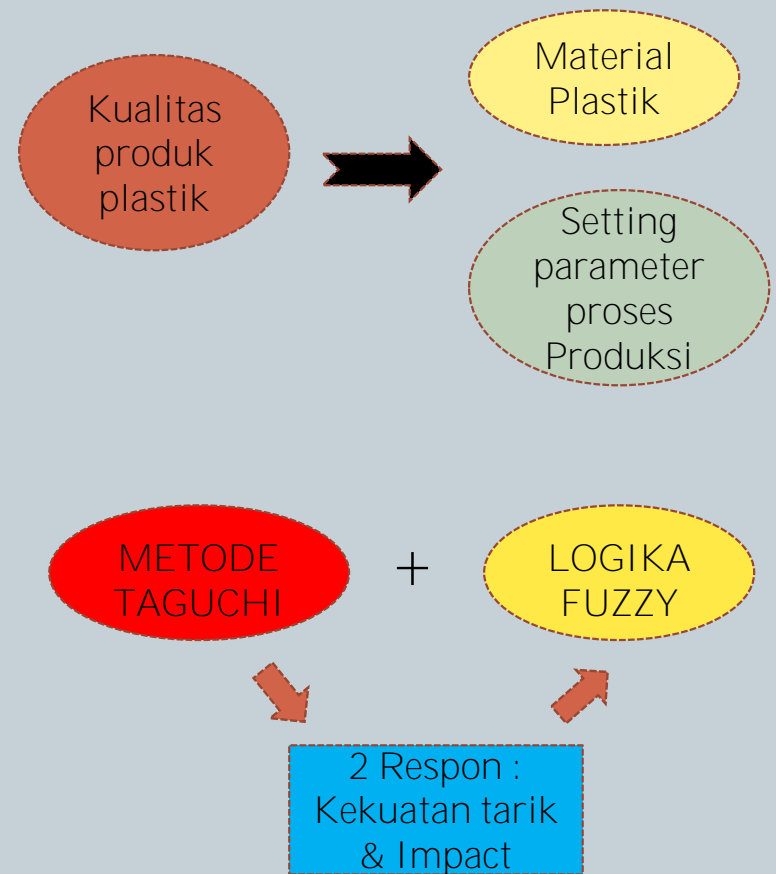 Kualitas
produk
plastik
Material
Plastik
Setting
parameter
proses
Produksi
METODE
TAGUCHI
+
LOGIKA
FUZZY
2 Respon :
Kekuatan tarik
& Impact